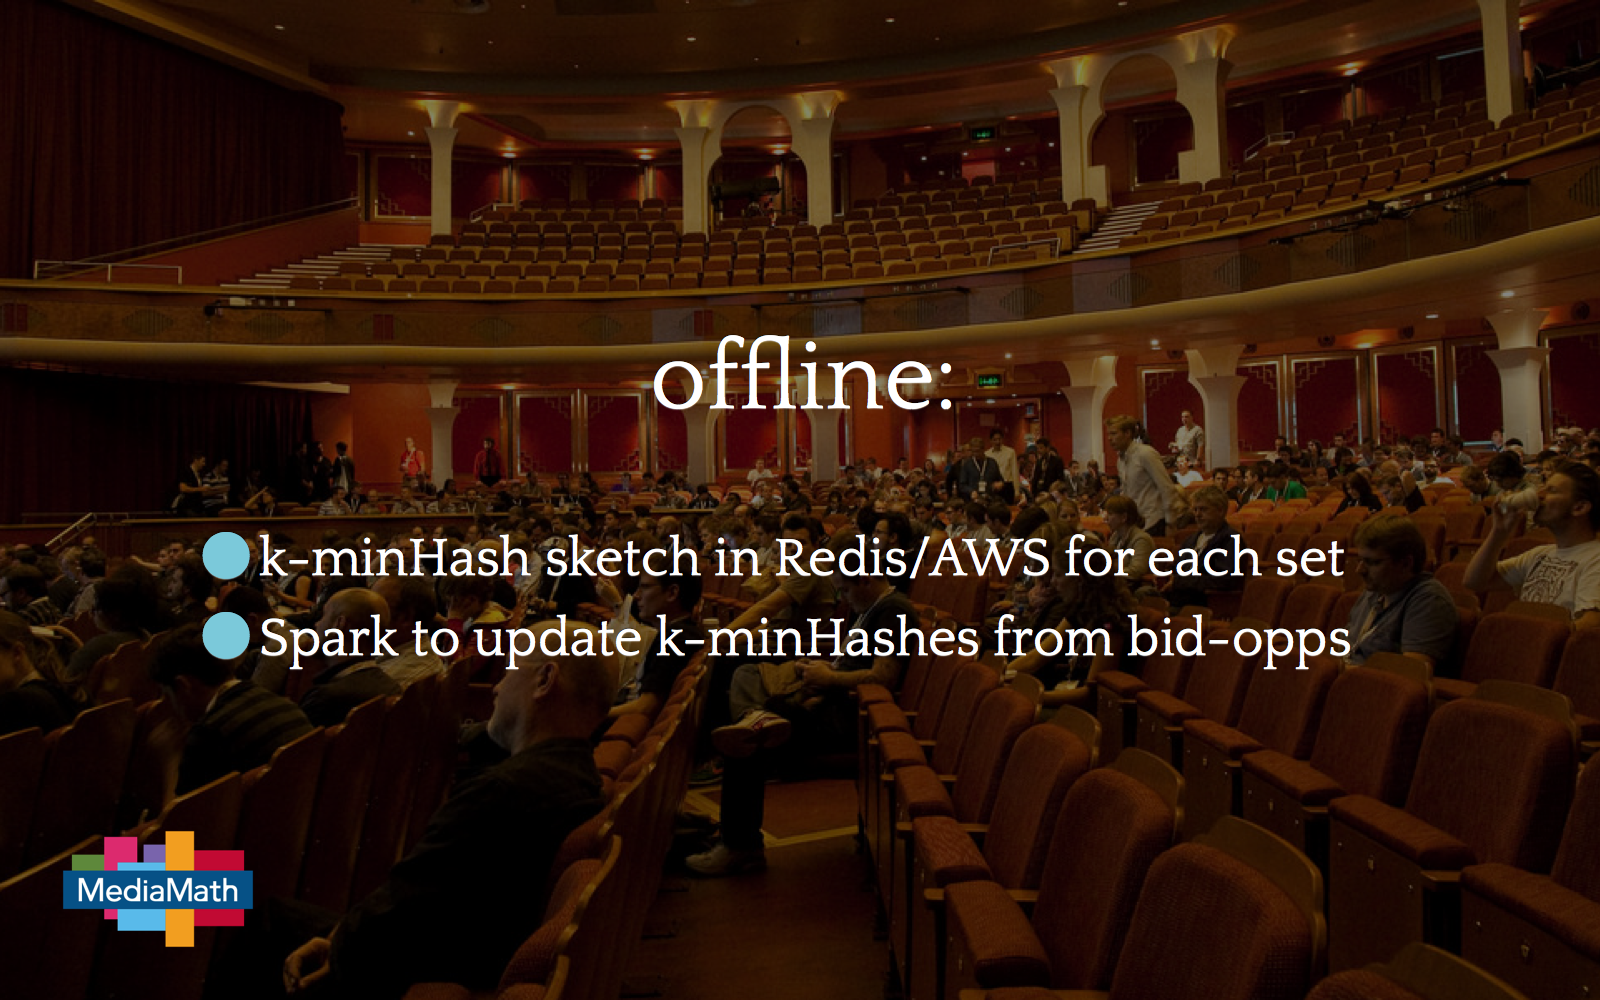 offline:
k-minHash sketch in Redis/AWS for each set
Spark to update k-minHashes from bid-opps
MediaMath